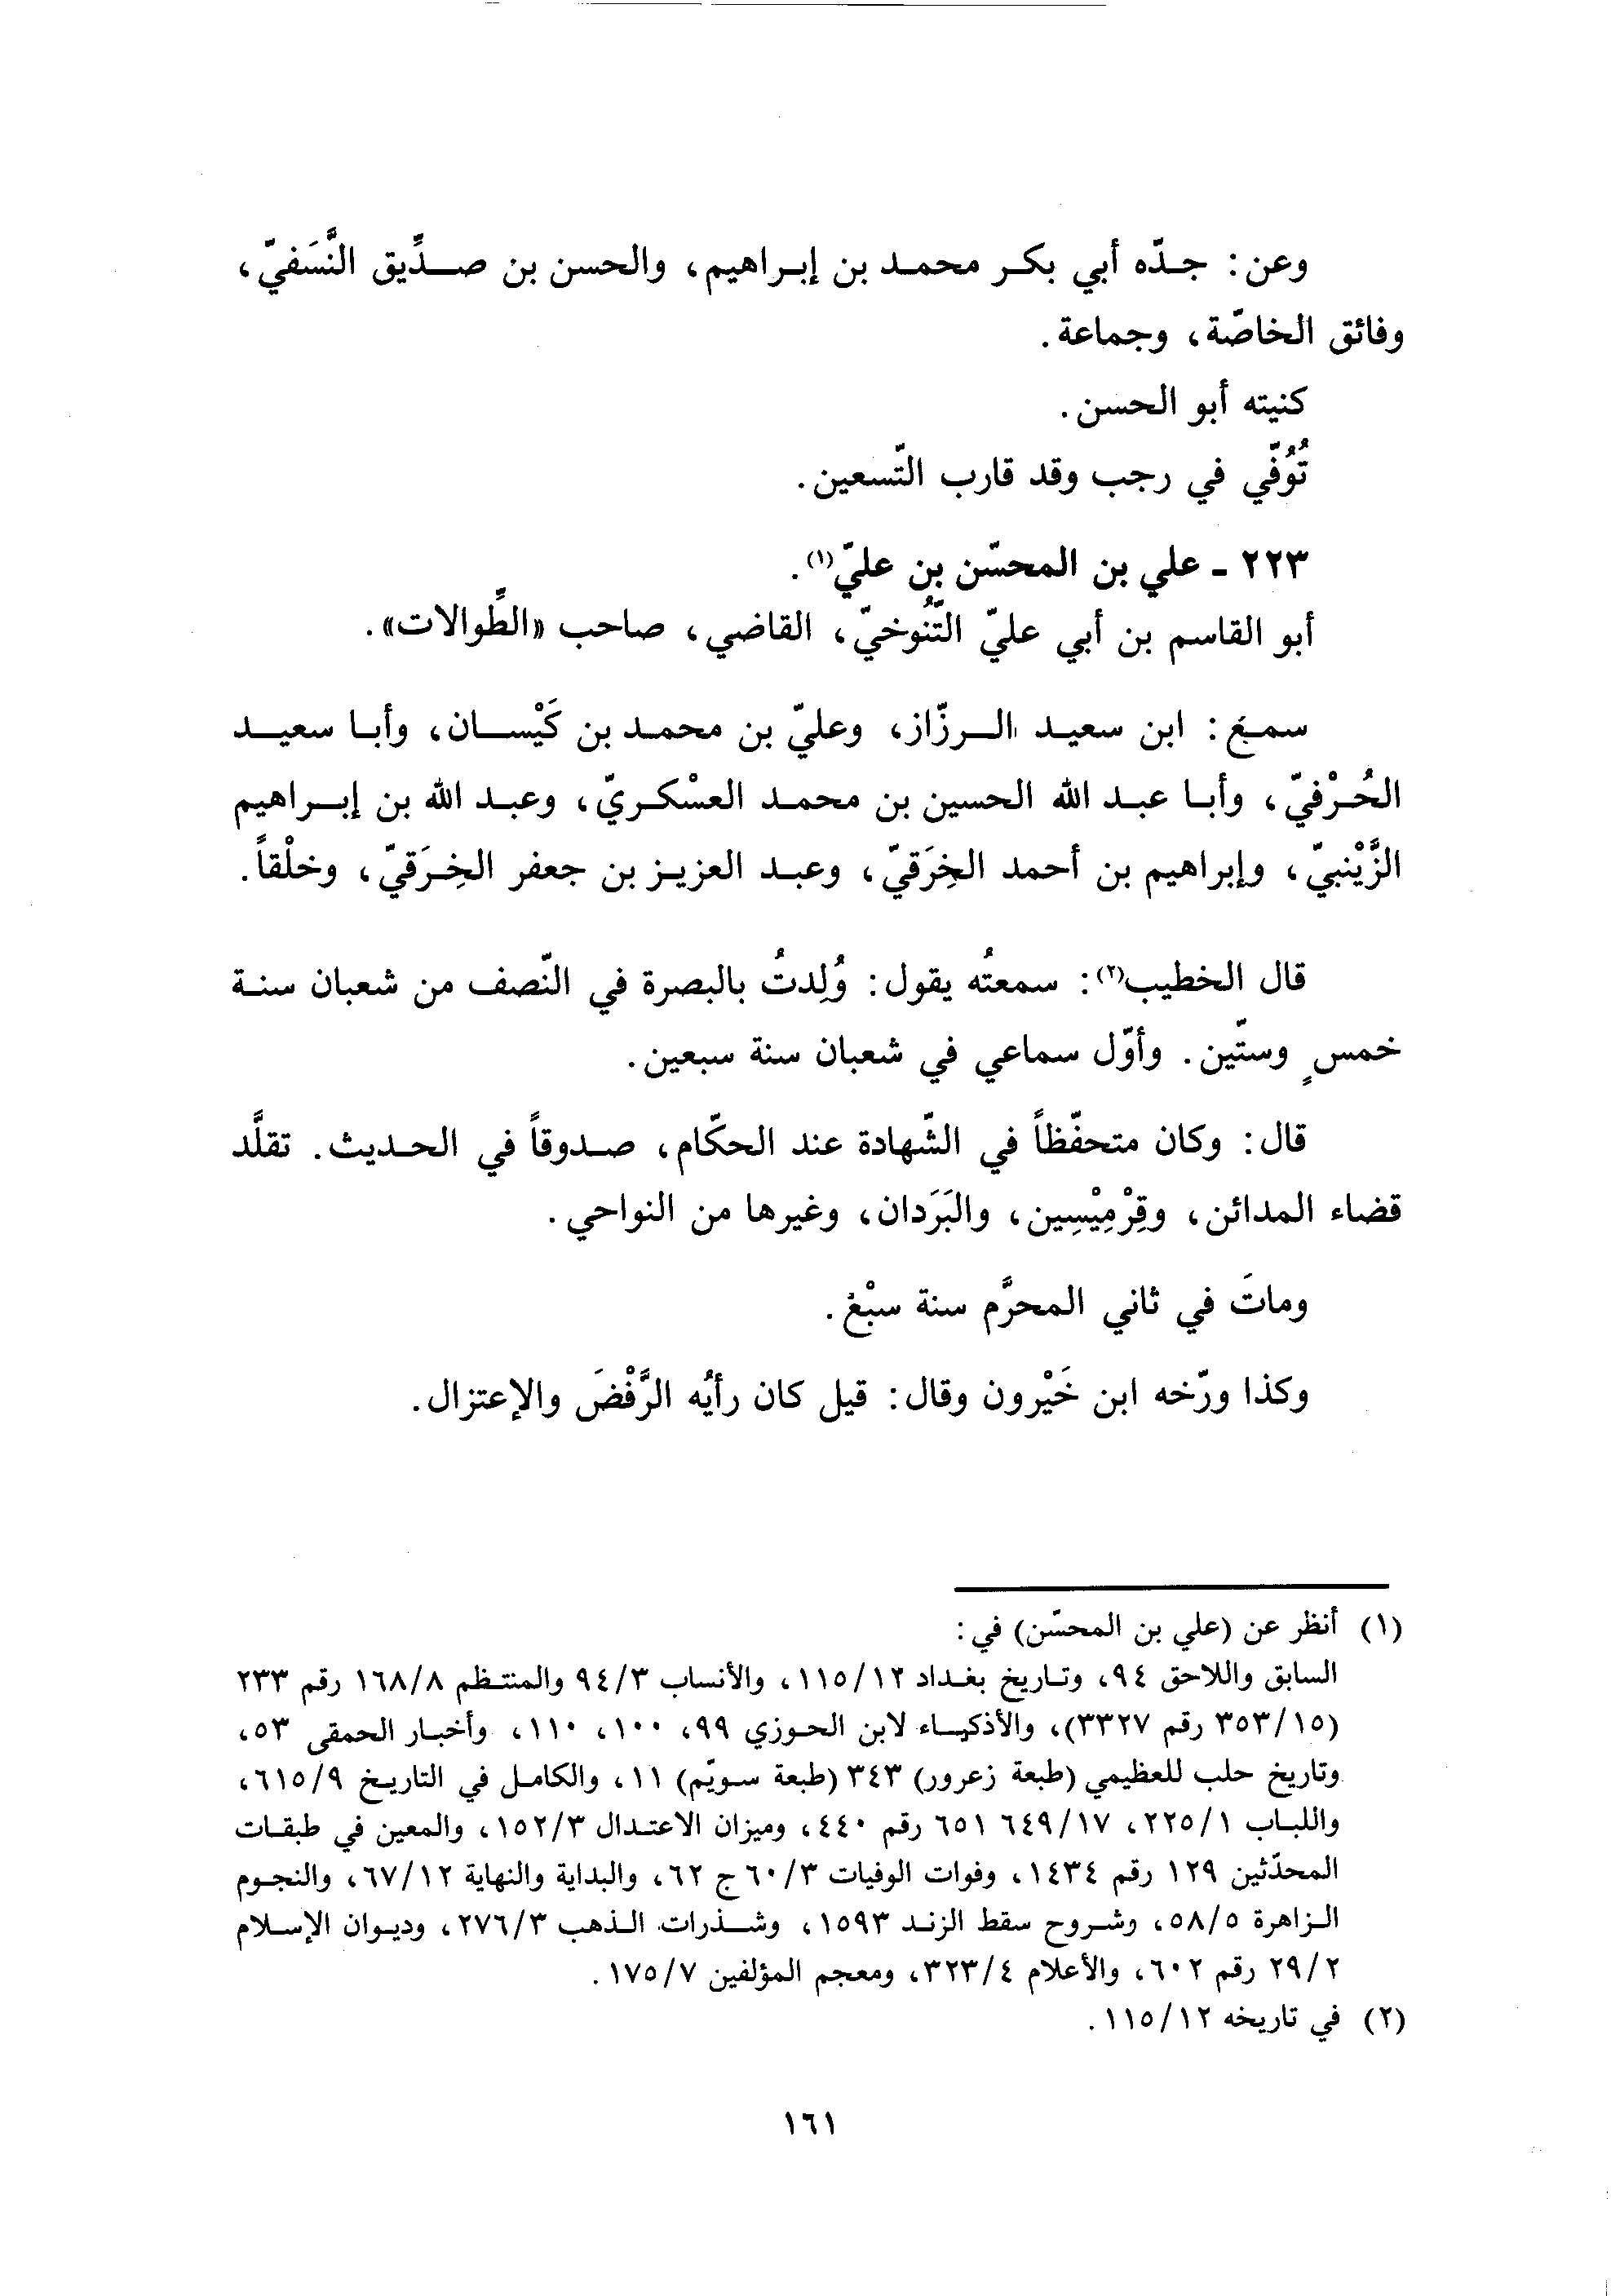 وعن: جدّه أبي بكر محمد بن إبراهيم، والحسن بن صدِّيق النَّسَفيّ،
وفائق الخاصّة، وجماعة.
كنيته أبو الحسن.
تُوُفّي في رجب وقد قارب التّسعين.
٢٢٣ ـ علي بن المحسّن بن عليّ(١).
أبو القاسم بن أبي عليّ التَّنُوخيّ، القاضي، صاحب «الطِّوالات».
سمغ: ابن سعيد الرزّاز، وعليّ بن محمد بن كَيْسان، وأبا سعيد
الحُرْفيّ، وأبا عبد الله الحسين بن محمد العسْكريّ، وعبد الله بن إبراهيم
الزَّيْنبيّ، وإبراهيم بن أحمد الخِرَقيّ، وعبد العزيز بن جعفر الخِرَقيّ، وخلْقاً.
قال الخطيب(٢): سمعتُه يقول: وُلِدتُ بالبصرة في النّصف من شعبان سنة
خمسٍ وستّين. وأوّل سماعي في شعبان سنة سبعين.
قال: وكان متحفّظاً في الشّهادة عند الحكّام، صدوقاً في الحديث. تقلَّد
قضاء المدائن، وقِرْمِيْسِين، والبَرَدان، وغيرها من النواحي.
وماتَ في ثاني المحرَّم سنة سبْغ.
وكذا ورّخه ابن خَيْرون وقال: قيل كان رأيُه الرَّفْضَ والإعتزال.
(١) أنظر عن (علي بن المحسّن) في:
السابق واللاحق ٩٤، وتاريخ بغداد ١١٥/١٢، والأنساب ٩٤/٣ والمنتظم ١٦٨/٨ رقم ٢٣٣
(٣٥٣/١٥ رقم ٣٣٢٧)، والأذكياء لابن الحوزي ٩٩، ١٠٠، ١١٠، وأخبار الحمقى ٥٣،
وتاريخ حلب للعظيمي (طبعة زعرور) ٣٤٣ (طبعة سويّم) ١١، والكامل في التاريخ ٦١٥/٩،
واللباب ٢٢٥/١، ٦٤٩/١٧ ٦٥١ رقم ٤٤٠، وميزان الاعتدال ١٥٢/٣، والمعين في طبقات
المحدّثين ١٢٩ رقم ١٤٣٤، وفوات الوفيات ٦٠/٣ ج ٦٢، والبداية والنهاية ٦٧/١٢، والنجوم
الزاهرة ٥٨/٥، وشروح سقط الزند ١٥٩٣، وشذرات الذهب ٢٧٦/٣، وديوان الإسلام
٢٩/٢ رقم ٦٠٢، والأعلام ٣٢٣/٤، ومعجم المؤلفين ١٧٥/٧.
(٢) في تاريخه ١١٥/١٢.
١٦١